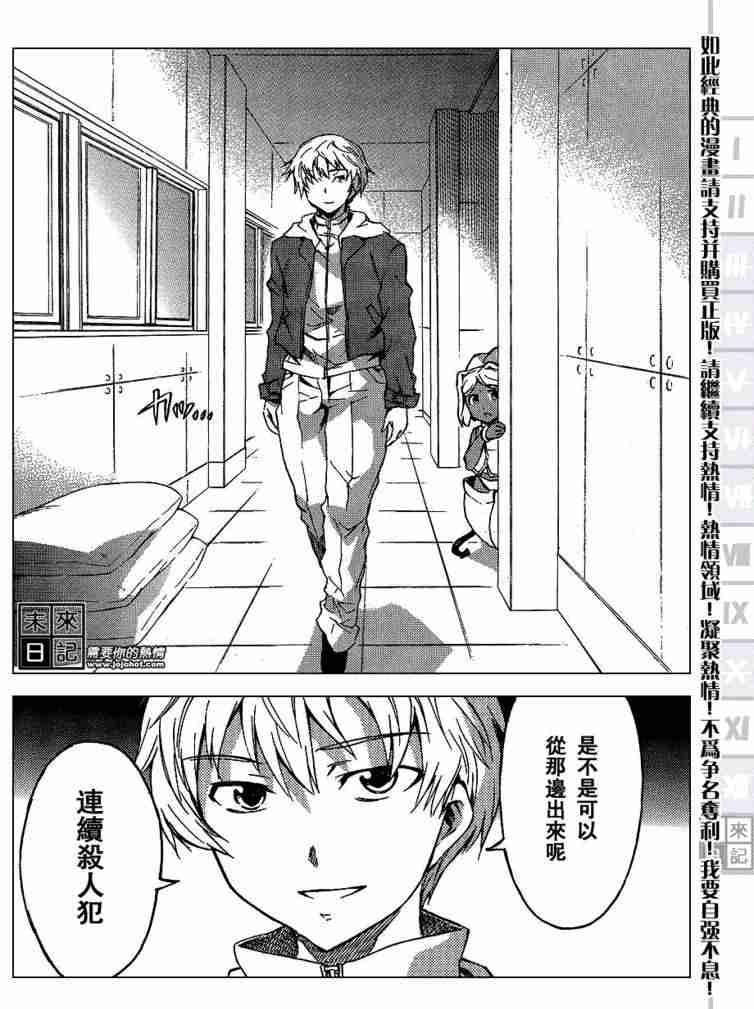 如此經典的漫畫請支持并購買正版！請繼續支持熱情！熱情領域！凝聚熱情！不爲争名奪利！我要自强不息！
I
II
III
IV
V
VI
VII
VIII
IX
X
XI
XII
來
記
ガッ…
未來
日記
需要你的熱情
www.jojohot.com
是不是可以
從那邊出來呢
連續殺人犯